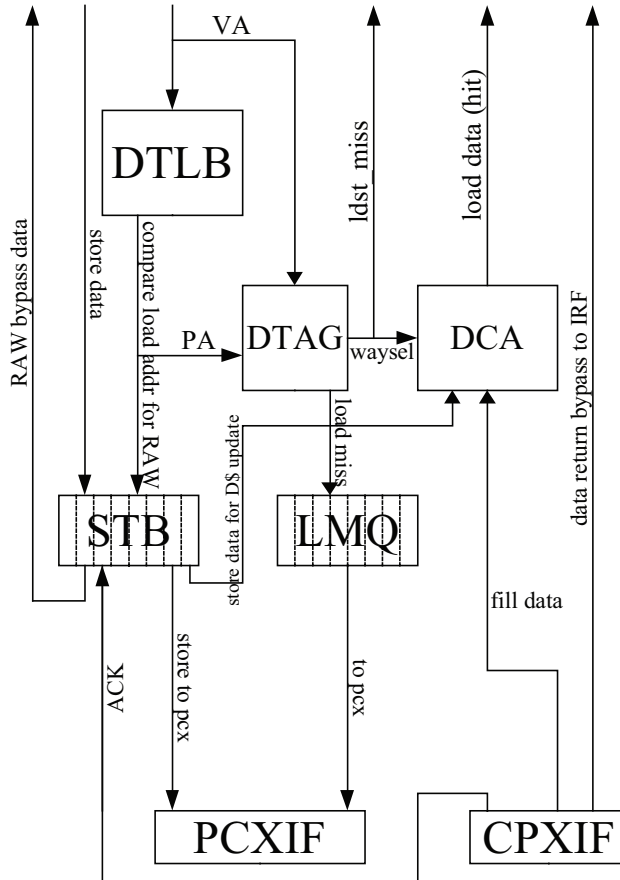 VA
DTLB
ldst_miss
load data (hit)
RAW bypass data
store data
compare load addr for RAW
data return bypass to IRF
PA
DTAG
waysel
DCA
load miss
store data for D$ update
STB
LMQ
fill data
ACK
store to pcx
to pcx
PCXIF
CPXIF